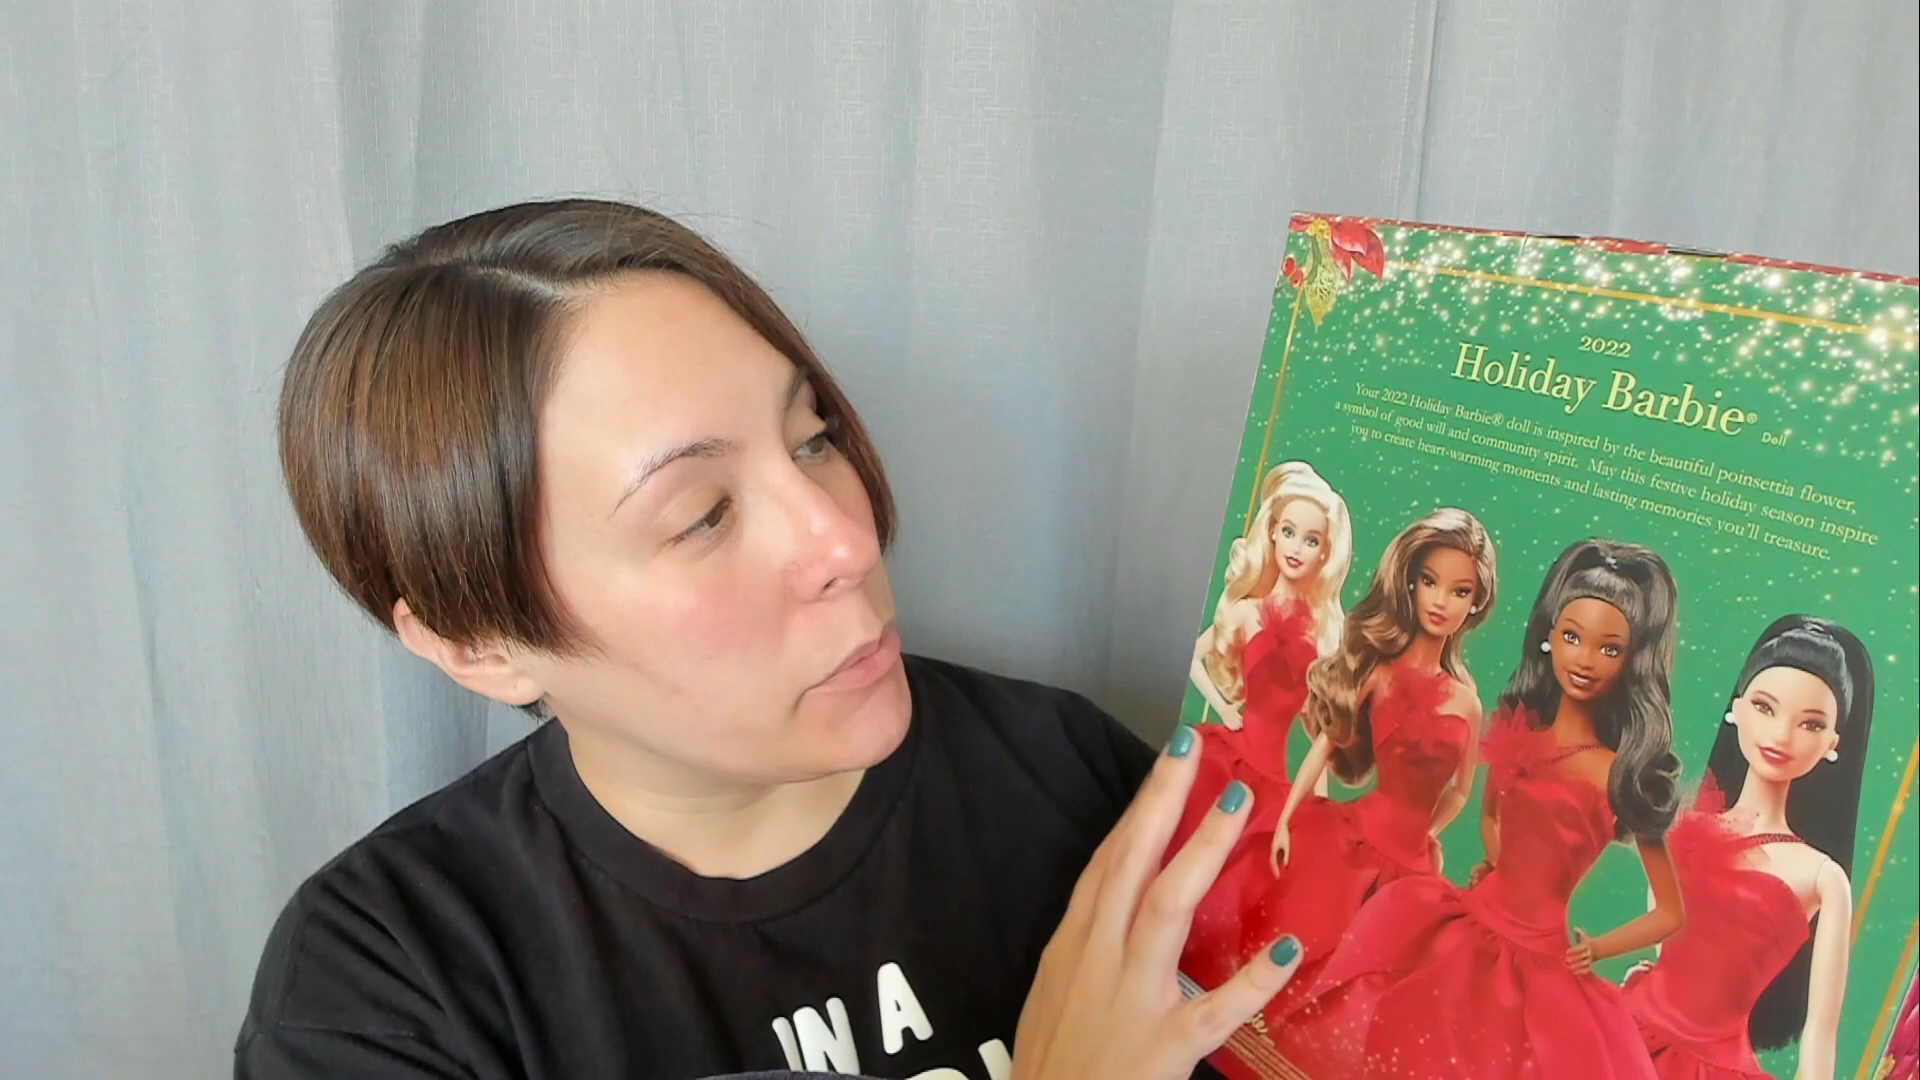 2022
Holiday Barbie® Doll
Your 2022 Holiday Barbie® doll is inspired by the beautiful poinsettia flower,
a symbol of good will and community spirit. May this festive holiday season inspire
you to create heart-warming moments and lasting memories you'll treasure.
IN A